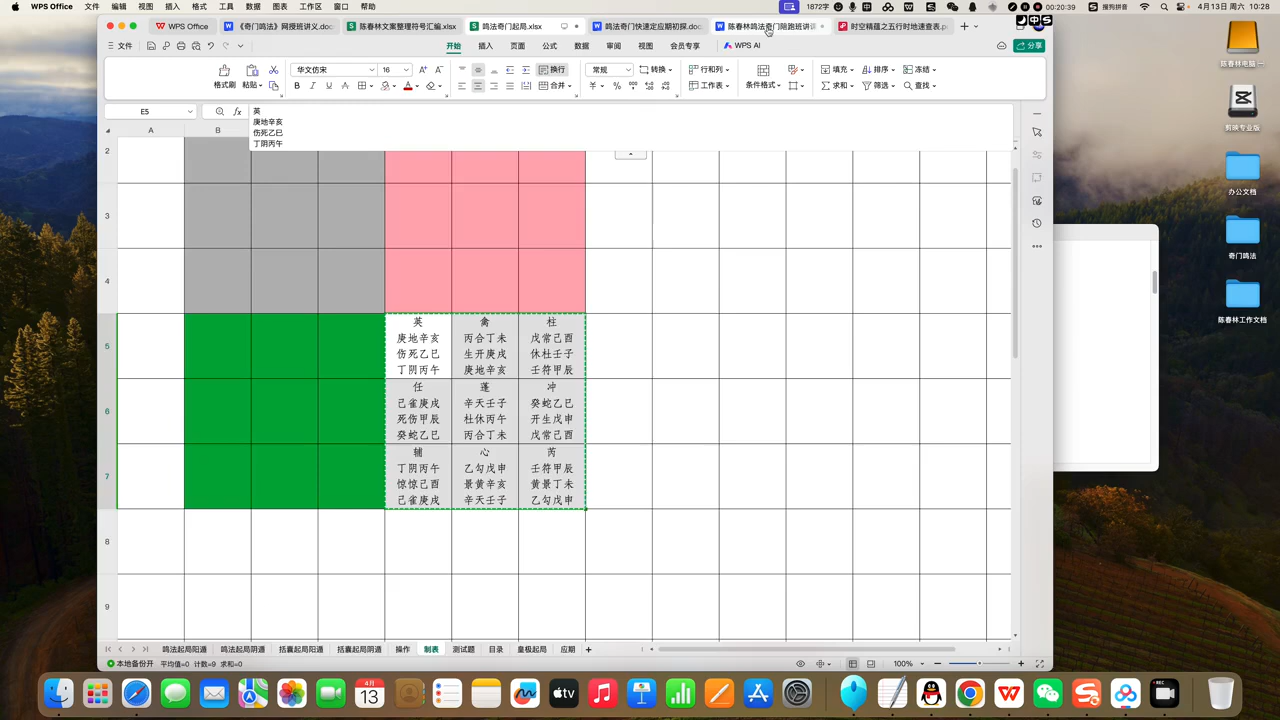 WPS Office 文件 编辑 视图 插入 格式 工具 数据 图表 工作区 窗口 帮助
1872字 00:20:39 搜狗拼音 4月13日 周六 10:28
WPS Office 《奇门鸣法》网授班讲义.doc 陈春林文案整理符号汇编.xlsx 鸣法奇门起局.xlsx 鸣法奇门快速定应期初探.doc 陈春林鸣法奇门陪跑班讲 时空精蕴之五行时地速查表.p
文件 开始 插入 页面 公式 数据 审阅 视图 会员专享 WPS AI 分享
格式刷 粘贴 华文仿宋 16 换行 合并 常规 转换 行和列 工作表 条件格式 填充 排序 冻结 求和 筛选 查找
E5 fx 英
庚地辛亥
伤死乙巳
丁阴丙午
A B
2
3
4
5
英 禽 柱
庚地辛亥 丙合丁未 戊常己酉
伤死乙巳 生开庚戌 休杜壬子
丁阴丙午 庚地辛亥 壬符甲辰
6
任 蓬 冲
己雀庚戌 辛天壬子 癸蛇乙巳
死伤甲辰 杜休丙午 开生戊申
癸蛇乙巳 丙合丁未 戊常己酉
7
辅 心 芮
丁阴丙午 乙勾戊申 壬符甲辰
惊惊己酉 景黄辛亥 黄景丁未
己雀庚戌 辛天壬子 乙勾戊申
8
9
鸣法起局阳遁 鸣法起局阴遁 括囊起局阳遁 括囊起局阴遁 操作 制表 测试题 目录 皇极起局 应期
本地备份开 平均值=0 计数=9 求和=0 100%
陈春林电脑一
剪映专业版
办公文档
奇门鸣法
陈春林工作文档
4月
13
tv
REC